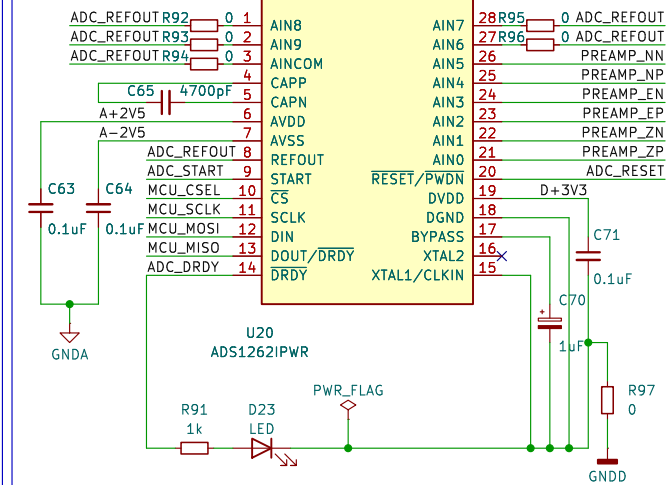 ADC_REFOUT R92 0 1 AIN8 AIN7 28 R95 0 ADC_REFOUT
ADC_REFOUT R93 0 2 AIN9 AIN6 27 R96 0 ADC_REFOUT
ADC_REFOUT R94 0 3 AINCOM AIN5 26 PREAMP_NN
4 CAPP AIN4 25 PREAMP_NP
C65 4700pF 5 CAPN AIN3 24 PREAMP_EN
A+2V5 6 AVDD AIN2 23 PREAMP_EP
A-2V5 7 AVSS AIN1 22 PREAMP_ZN
ADC_REFOUT 8 REFOUT AIN0 21 PREAMP_ZP
ADC_START 9 START RESET/PWDN 20 ADC_RESET
MCU_CSEL 10 CS DVDD 19 D+3V3
MCU_SCLK 11 SCLK DGND 18
MCU_MOSI 12 DIN BYPASS 17
MCU_MISO 13 DOUT/DRDY XTAL2 16
ADC_DRDY 14 DRDY XTAL1/CLKIN 15
C63 C64
0.1uF 0.1uF
C71
0.1uF
C70
1uF
GNDA
U20
ADS1262IPWR
PWR_FLAG
R91 D23
1k LED
R97
0
GNDD